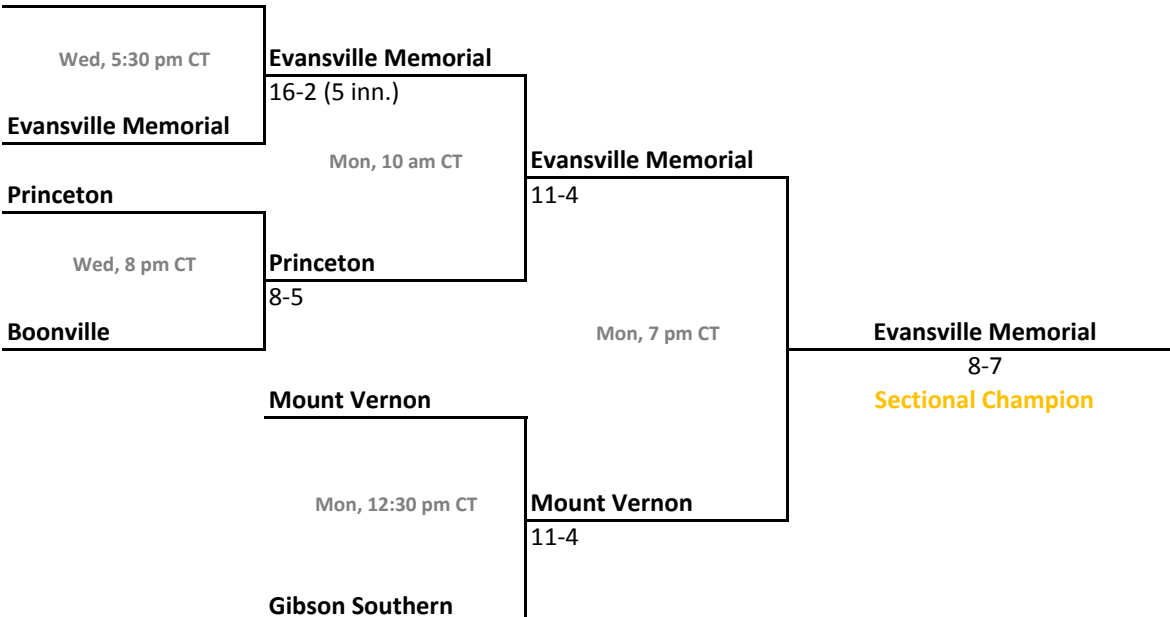 Wed, 5:30 pm CT
Evansville Memorial
16-2 (5 inn.)
Evansville Memorial
Mon, 10 am CT
Evansville Memorial
11-4
Princeton
Wed, 8 pm CT
Princeton
8-5
Boonville
Mon, 7 pm CT
Evansville Memorial
8-7
Sectional Champion
Mount Vernon
Mon, 12:30 pm CT
Mount Vernon
11-4
Gibson Southern